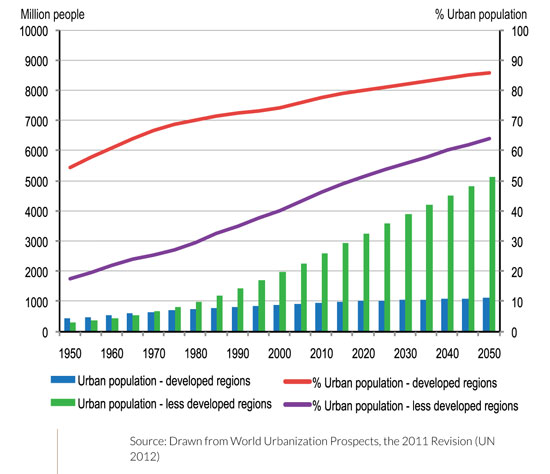 Million people % Urban population
10000 100
9000 90
8000 80
7000 70
6000 60
5000 50
4000 40
3000 30
2000 20
1000 10
0 0
1950 1960 1970 1980 1990 2000 2010 2020 2030 2040 2050
Urban population - developed regions % Urban population - developed regions
Urban population - less developed regions % Urban population - less developed regions
Source: Drawn from World Urbanization Prospects, the 2011 Revision (UN
2012)